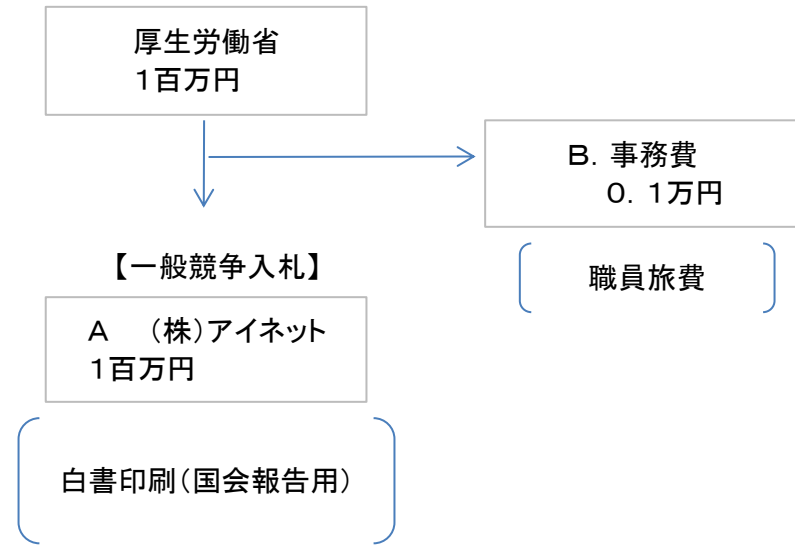 厚生労働省
１百万円
Ｂ．事務費
０．１万円
職員旅費
【一般競争入札】
Ａ　（株）アイネット
１百万円
白書印刷（国会報告用）